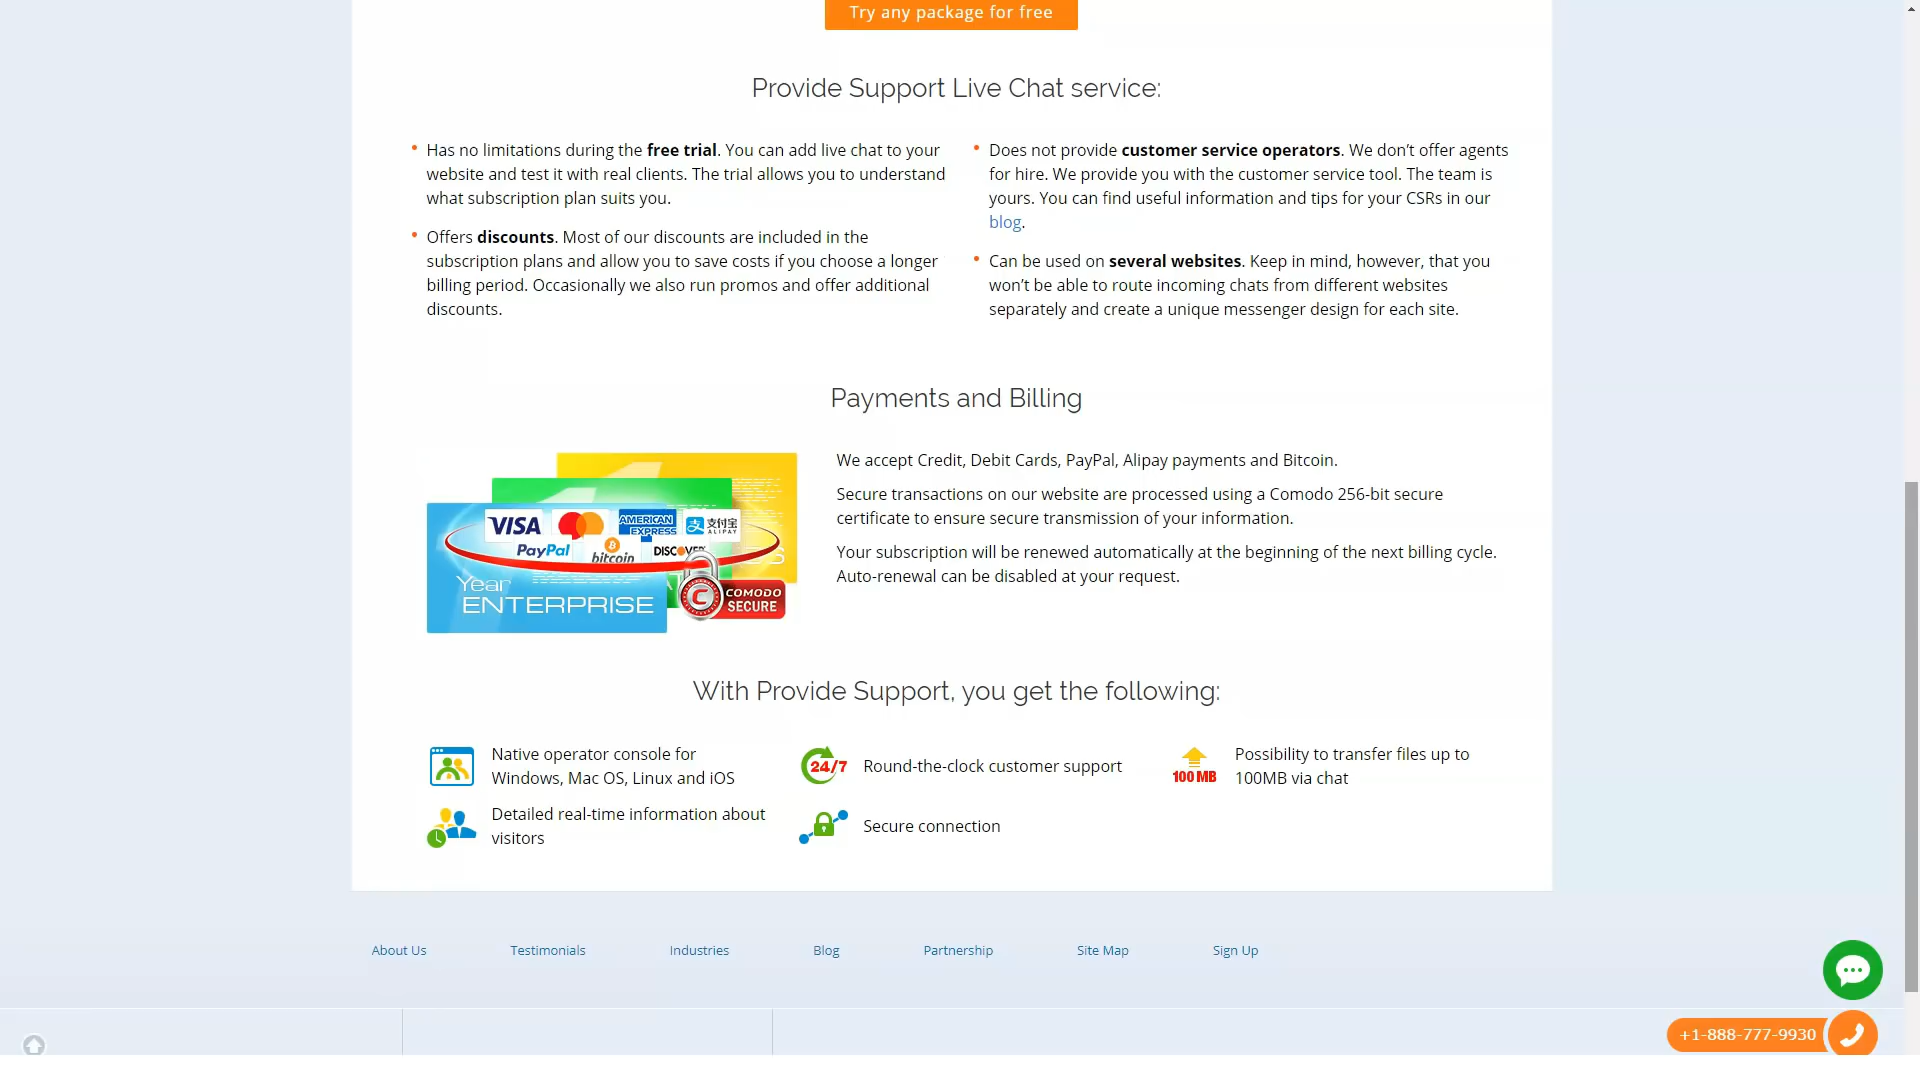 Try any package for free
Provide Support Live Chat service:
Has no limitations during the free trial. You can add live chat to your
website and test it with real clients. The trial allows you to understand
what subscription plan suits you.
Offers discounts. Most of our discounts are included in the
subscription plans and allow you to save costs if you choose a longer
billing period. Occasionally we also run promos and offer additional
discounts.
Does not provide customer service operators. We don’t offer agents
for hire. We provide you with the customer service tool. The team is
yours. You can find useful information and tips for your CSRs in our
blog.
Can be used on several websites. Keep in mind, however, that you
won’t be able to route incoming chats from different websites
separately and create a unique messenger design for each site.
Payments and Billing
VISA
AMERICAN
EXPRESS
支付宝
ALIPAY
PayPal
bitcoin
DISCOVER
Year
ENTERPRISE
COMODO
SECURE
We accept Credit, Debit Cards, PayPal, Alipay payments and Bitcoin.
Secure transactions on our website are processed using a Comodo 256-bit secure
certificate to ensure secure transmission of your information.
Your subscription will be renewed automatically at the beginning of the next billing cycle.
Auto-renewal can be disabled at your request.
With Provide Support, you get the following:
Native operator console for
Windows, Mac OS, Linux and iOS
24/7
Round-the-clock customer support
100 MB
Possibility to transfer files up to
100MB via chat
Detailed real-time information about
visitors
Secure connection
About Us
Testimonials
Industries
Blog
Partnership
Site Map
Sign Up
+1-888-777-9930